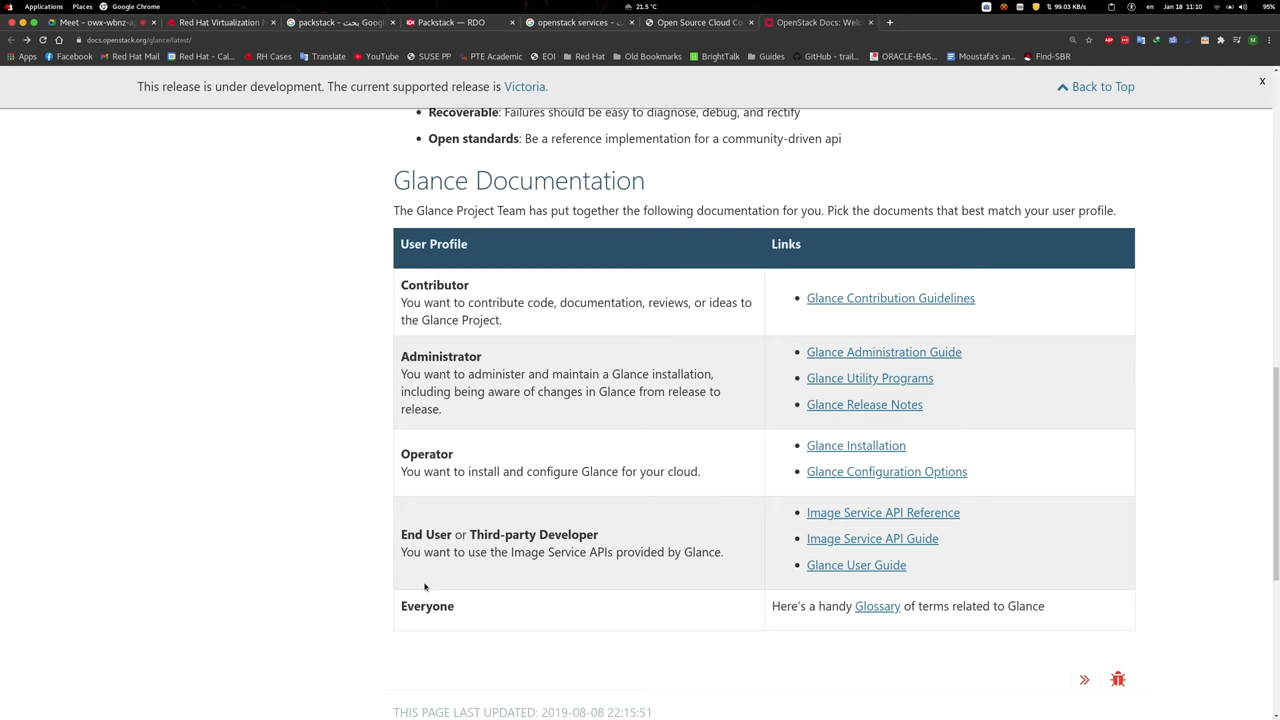 Applications Places Google Chrome 21.5 °C 99.03 KB/s en Jan 18 11:10 95%
Meet - owx-wbnz- Red Hat Virtualization packstack - بحث Goog Packstack — RDO openstack services - Open Source Cloud Co OpenStack Docs: Welc
docs.openstack.org/glance/latest/
Apps Facebook Red Hat Mail Red Hat - Cal... RH Cases Translate YouTube SUSE PP PTE Academic EOI Red Hat Old Bookmarks BrightTalk Guides GitHub - trail... ORACLE-BAS... Moustafa's an... Find-SBR
This release is under development. The current supported release is Victoria. Back to Top X
Recoverable: Failures should be easy to diagnose, debug, and rectify
Open standards: Be a reference implementation for a community-driven api
Glance Documentation
The Glance Project Team has put together the following documentation for you. Pick the documents that best match your user profile.
User Profile Links
Contributor
You want to contribute code, documentation, reviews, or ideas to
the Glance Project.
Glance Contribution Guidelines
Administrator
You want to administer and maintain a Glance installation,
including being aware of changes in Glance from release to
release.
Glance Administration Guide
Glance Utility Programs
Glance Release Notes
Operator
You want to install and configure Glance for your cloud.
Glance Installation
Glance Configuration Options
End User or Third-party Developer
You want to use the Image Service APIs provided by Glance.
Image Service API Reference
Image Service API Guide
Glance User Guide
Everyone
Here's a handy Glossary of terms related to Glance
THIS PAGE LAST UPDATED: 2019-08-08 22:15:51